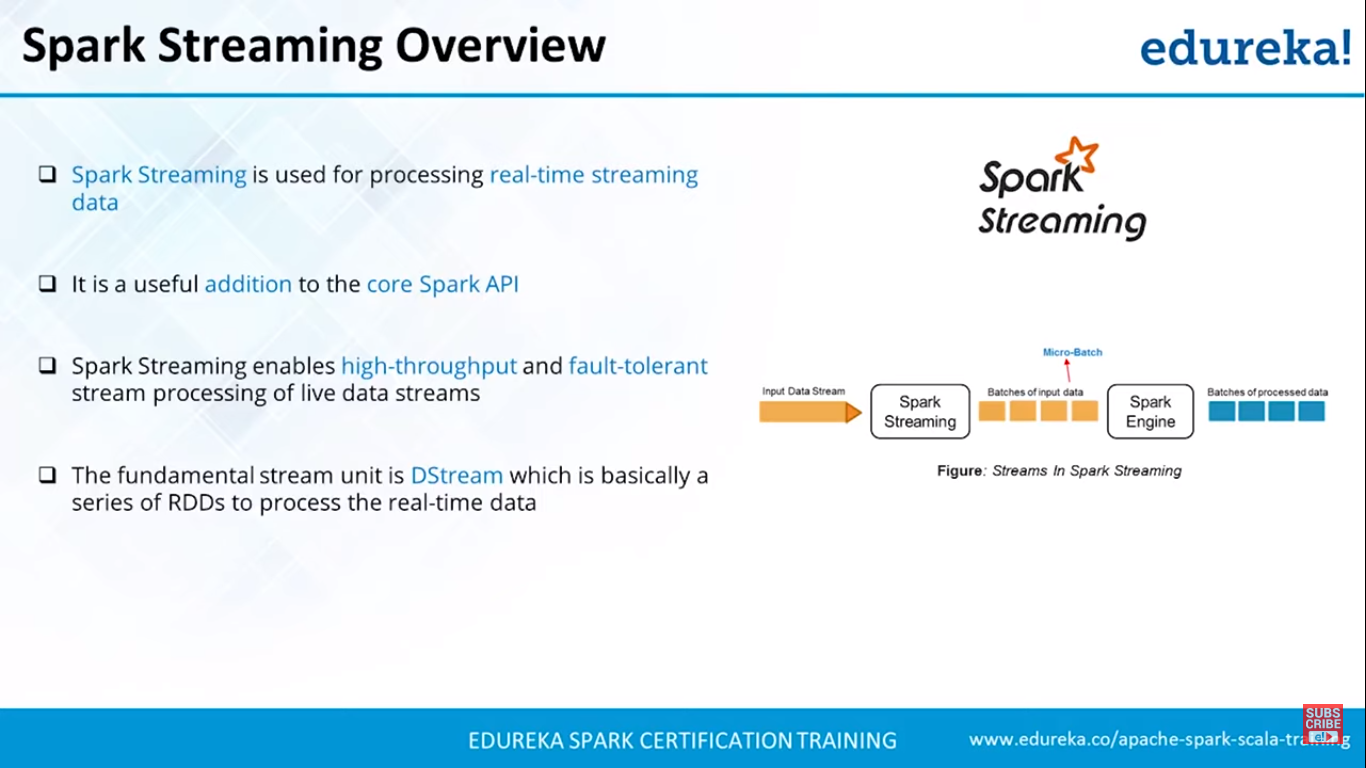 Spark Streaming Overview
edureka!
Spark Streaming is used for processing real-time streaming
data
It is a useful addition to the core Spark API
Spark Streaming enables high-throughput and fault-tolerant
stream processing of live data streams
The fundamental stream unit is DStream which is basically a
series of RDDs to process the real-time data
Spark
Streaming
Micro-Batch
Input Data Stream
Spark
Streaming
Batches of input data
Spark
Engine
Batches of processed data
Figure: Streams In Spark Streaming
EDUREKA SPARK CERTIFICATION TRAINING
www.edureka.co/apache-spark-scala-training
SUBS
CRIBE
e!